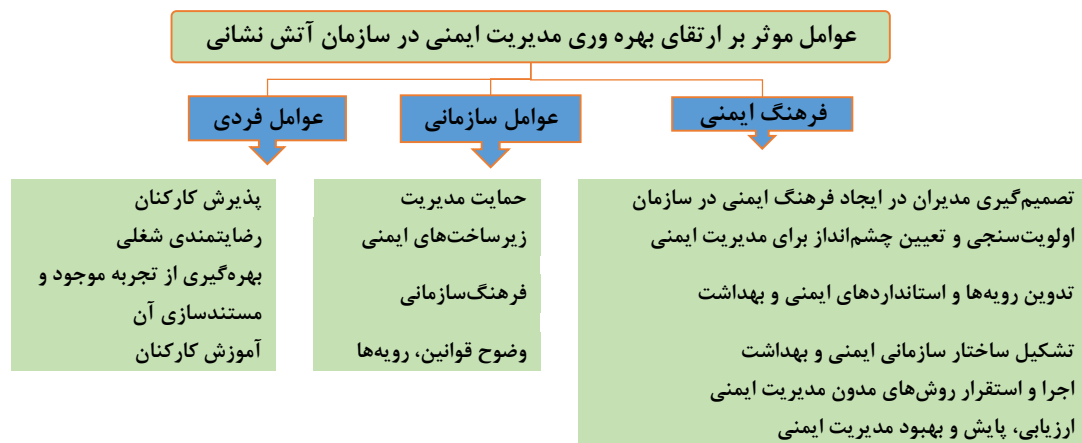 عوامل موثر بر ارتقای بهره وری مدیریت ایمنی در سازمان آتش نشانی
فرهنگ ایمنی
عوامل سازمانی
عوامل فردی
تصمیم‌گیری مدیران در ایجاد فرهنگ ایمنی در سازمان
اولویت‌سنجی و تعیین چشم‌انداز برای مدیریت ایمنی
تدوین رویه‌ها و استانداردهای ایمنی و بهداشت
تشکیل ساختار سازمانی ایمنی و بهداشت
اجرا و استقرار روش‌های مدون مدیریت ایمنی
ارزیابی، پایش و بهبود مدیریت ایمنی
حمایت مدیریت
زیرساخت‌های ایمنی
فرهنگ‌سازمانی
وضوح قوانین، رویه‌ها
پذیرش کارکنان
رضایتمندی شغلی
بهره‌گیری از تجربه موجود و
مستندسازی آن
آموزش کارکنان